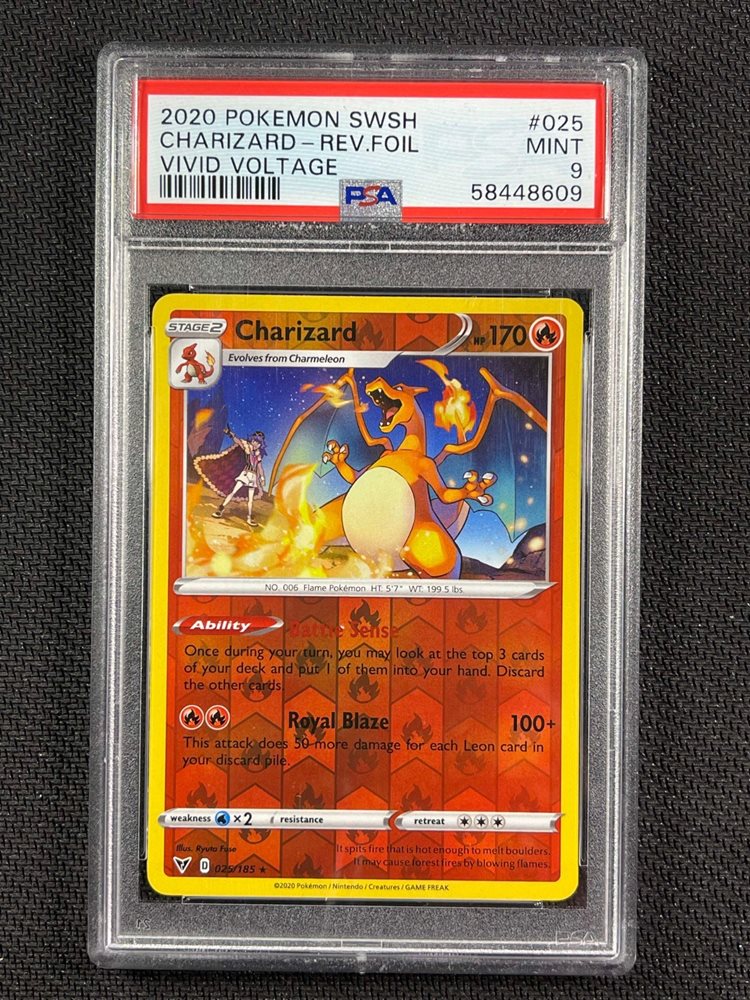 2020 POKEMON SWSH #025
CHARIZARD-REV.FOIL MINT
VIVID VOLTAGE 9
PSA 58448609
STAGE2 Charizard HP 170
Evolves from Charmeleon
NO. 006 Flame Pokémon HT: 5'7" WT: 199.5 lbs.
Ability Battle Sense
Once during your turn, you may look at the top 3 cards
of your deck and put 1 of them into your hand. Discard
the other cards.
Royal Blaze 100+
This attack does 50 more damage for each Leon card in
your discard pile.
weakness ×2 resistance retreat
Illus. Ryuta Fuse It spits fire that is hot enough to melt boulders.
It may cause forest fires by blowing flames.
D 025/185 ★
©2020 Pokémon / Nintendo / Creatures / GAME FREAK
PSA